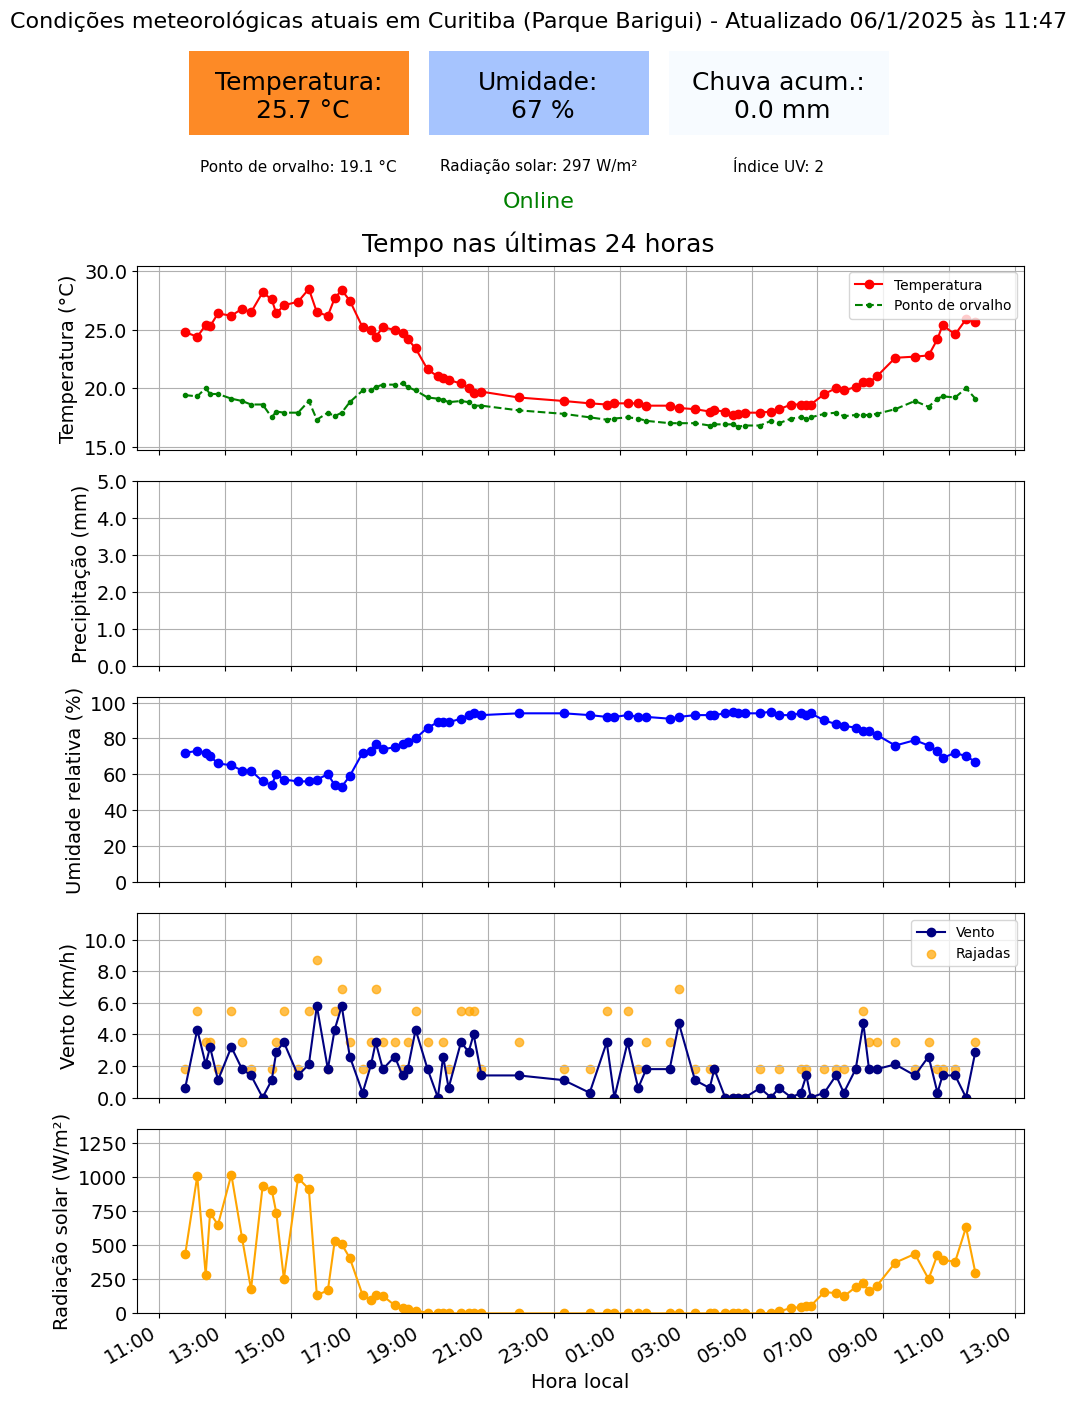 Condições meteorológicas atuais em Curitiba (Parque Barigui) - Atualizado 06/1/2025 às 11:47
Temperatura:
25.7 °C
Umidade:
67 %
Chuva acum.:
0.0 mm
Ponto de orvalho: 19.1 °C
Radiação solar: 297 W/m²
Índice UV: 2
Online
Tempo nas últimas 24 horas
Temperatura (°C)
30.0
25.0
20.0
15.0
Temperatura
Ponto de orvalho
Precipitação (mm)
5.0
4.0
3.0
2.0
1.0
0.0
Umidade relativa (%)
100
80
60
40
20
0
Vento (km/h)
10.0
8.0
6.0
4.0
2.0
0.0
Vento
Rajadas
Radiação solar (W/m²)
1250
1000
750
500
250
0
11:00
13:00
15:00
17:00
19:00
21:00
23:00
01:00
03:00
05:00
07:00
09:00
11:00
13:00
Hora local